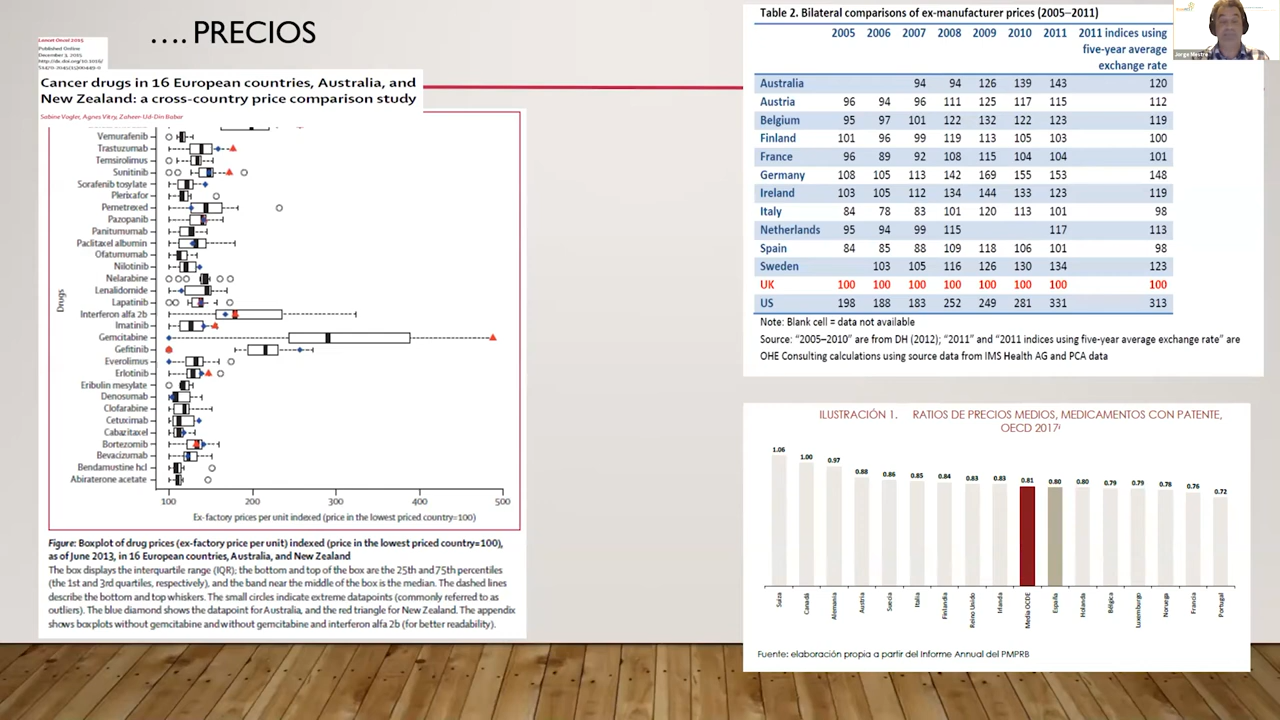 .... PRECIOS
Lancet Oncol 2015
Published Online
December 3, 2015
Cancer drugs in 16 European countries, Australia, and
New Zealand: a cross-country price comparison study
Sabine Vogler, Agnes Vitry, Zaheer-Ud-Din Babar
Drugs
Vemurafenib
Trastuzumab
Temsirolimus
Sunitinib
Sorafenib tosylate
Plerixafor
Pemetrexed
Pazopanib
Panitumumab
Paclitaxel albumin
Ofatumumab
Nilotinib
Nelarabine
Lenalidomide
Lapatinib
Interferon alfa 2b
Imatinib
Gemcitabine
Gefitinib
Everolimus
Erlotinib
Eribulin mesylate
Denosumab
Clofarabine
Cetuximab
Cabazitaxel
Bortezomib
Bevacizumab
Bendamustine hcl
Abiraterone acetate
100 200 300 400 500
Ex-factory prices per unit indexed (price in the lowest priced country=100)
Figure: Boxplot of drug prices (ex-factory price per unit) indexed (price in the lowest priced country=100),
as of June 2013, in 16 European countries, Australia, and New Zealand
The box displays the interquartile range (IQR); the bottom and top of the box are the 25th and 75th percentiles
(the 1st and 3rd quartiles, respectively), and the band near the middle of the box is the median. The dashed lines
describe the bottom and top whiskers. The small circles indicate extreme datapoints (commonly referred to as
outliers). The blue diamond shows the datapoint for Australia, and the red triangle for New Zealand. The appendix
shows boxplots without gemcitabine and without gemcitabine and interferon alfa 2b (for better readability).
Table 2. Bilateral comparisons of ex-manufacturer prices (2005–2011)
2005 2006 2007 2008 2009 2010 2011 2011 indices using
five-year average
exchange rate
Australia 94 94 126 139 143 120
Austria 96 94 96 111 125 117 115 112
Belgium 95 97 101 122 132 122 123 119
Finland 101 96 99 119 113 105 103 100
France 96 89 92 108 115 104 104 101
Germany 108 105 113 142 169 155 153 148
Ireland 103 105 112 134 144 133 123 119
Italy 84 78 83 101 120 113 101 98
Netherlands 95 94 99 115 117 113
Spain 84 85 88 109 118 106 101 98
Sweden 103 105 116 126 130 134 123
UK 100 100 100 100 100 100 100 100
US 198 188 183 252 249 281 331 313
Note: Blank cell = data not available
Source: “2005–2010” are from DH (2012); “2011” and “2011 indices using five-year average exchange rate” are
OHE Consulting calculations using source data from IMS Health AG and PCA data
ILUSTRACIÓN 1. RATIOS DE PRECIOS MEDIOS, MEDICAMENTOS CON PATENTE,
OECD 2017
1.06 1.00 0.97 0.88 0.86 0.85 0.84 0.83 0.83 0.81 0.80 0.80 0.79 0.79 0.78 0.76 0.72
Suiza Canadá Alemania Austria Suecia Italia Finlandia Reino Unido Irlanda Media OCDE España Holanda Bélgica Luxemburgo Noruega Francia Portugal
Fuente: elaboración propia a partir del Informe Annual del PMPRB
Jorge Mestre